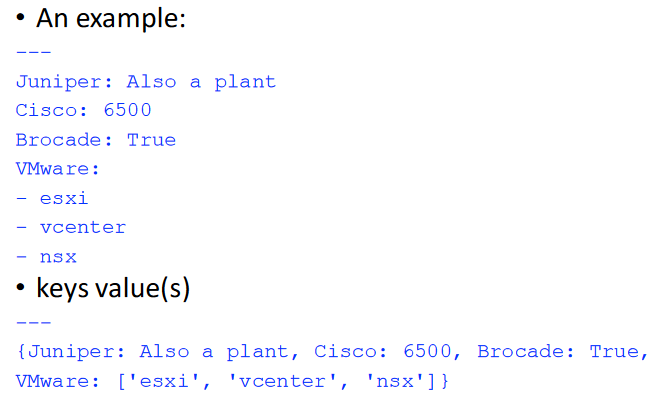 • An example:
---
Juniper: Also a plant
Cisco: 6500
Brocade: True
VMware:
- esxi
- vcenter
- nsx
• keys value(s)
---
{Juniper: Also a plant, Cisco: 6500, Brocade: True,
VMware: ['esxi', 'vcenter', 'nsx']}